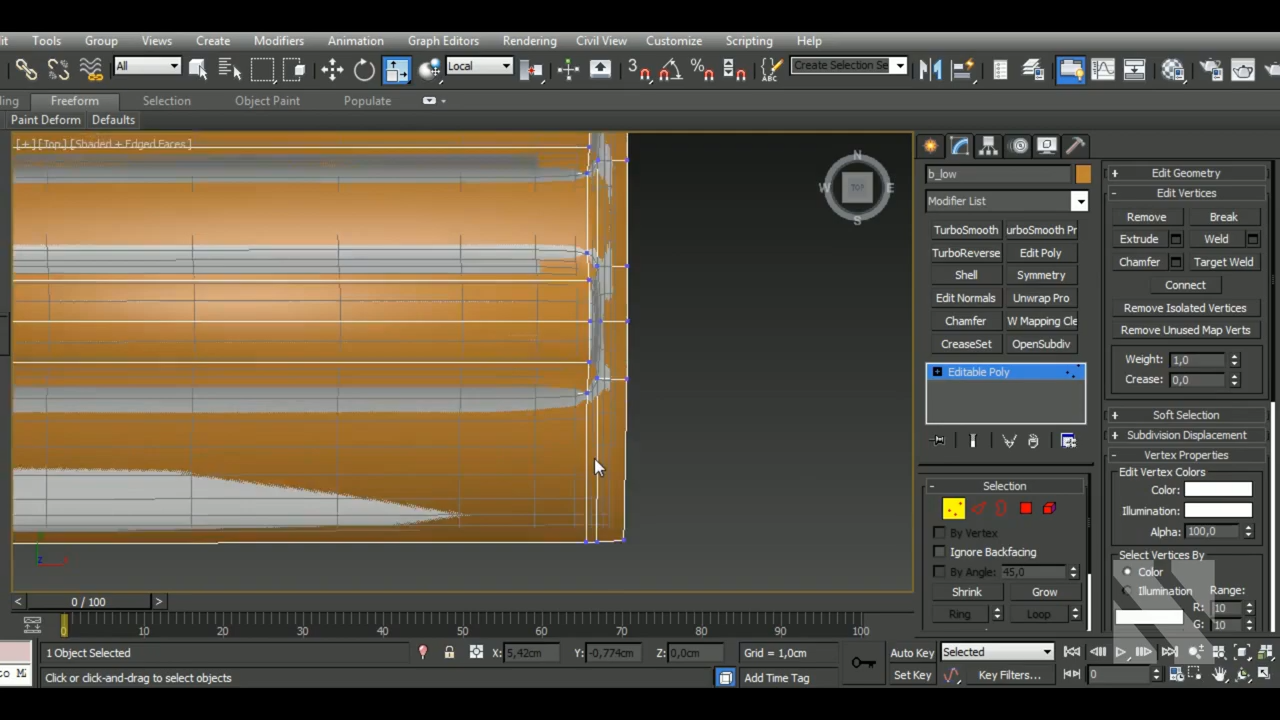 it Tools Group Views Create Modifiers Animation Graph Editors Rendering Civil View Customize Scripting Help
All Local Create Selection Se
3 % ABC
ling Freeform Selection Object Paint Populate
Paint Deform Defaults
[+][Top][Shaded + Edged Faces]
N
W TOP E
S
b_low
Modifier List
TurboSmooth urboSmooth Pr
TurboReverse Edit Poly
Shell Symmetry
Edit Normals Unwrap Pro
Chamfer W Mapping Cle
CreaseSet OpenSubdiv
+ Editable Poly
- Selection
By Vertex
Ignore Backfacing
By Angle: 45,0
Shrink Grow
Ring Loop
+ Edit Geometry
- Edit Vertices
Remove Break
Extrude Weld
Chamfer Target Weld
Connect
Remove Isolated Vertices
Remove Unused Map Verts
Weight: 1,0
Crease: 0,0
+ Soft Selection
+ Subdivision Displacement
- Vertex Properties
Edit Vertex Colors
Color:
Illumination:
Alpha: 100,0
Select Vertices By
Color
Illumination Range:
R: 10
G: 10
z
< 0 / 100 >
0 10 20 30 40 50 60 70 80 90 100
1 Object Selected X: 5,42cm Y: -0,774cm Z: 0,0cm Grid = 1,0cm Auto Key Selected
to Mi Click or click-and-drag to select objects Add Time Tag Set Key Key Filters... 0